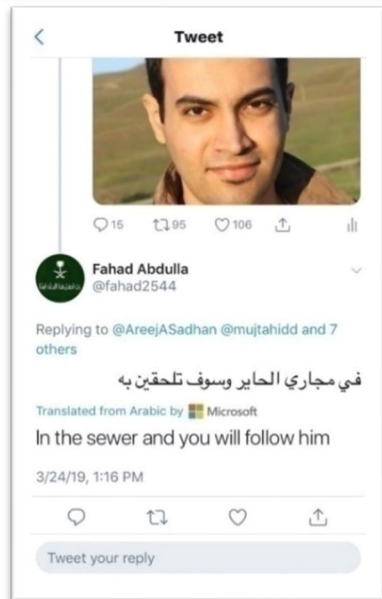 Tweet
15 95 106
Fahad Abdulla
@fahad2544
Replying to @AreejASadhan @mujtahidd and 7
others
في مجاري الحاير وسوف تلحقين به
Translated from Arabic by Microsoft
In the sewer and you will follow him
3/24/19, 1:16 PM
Tweet your reply